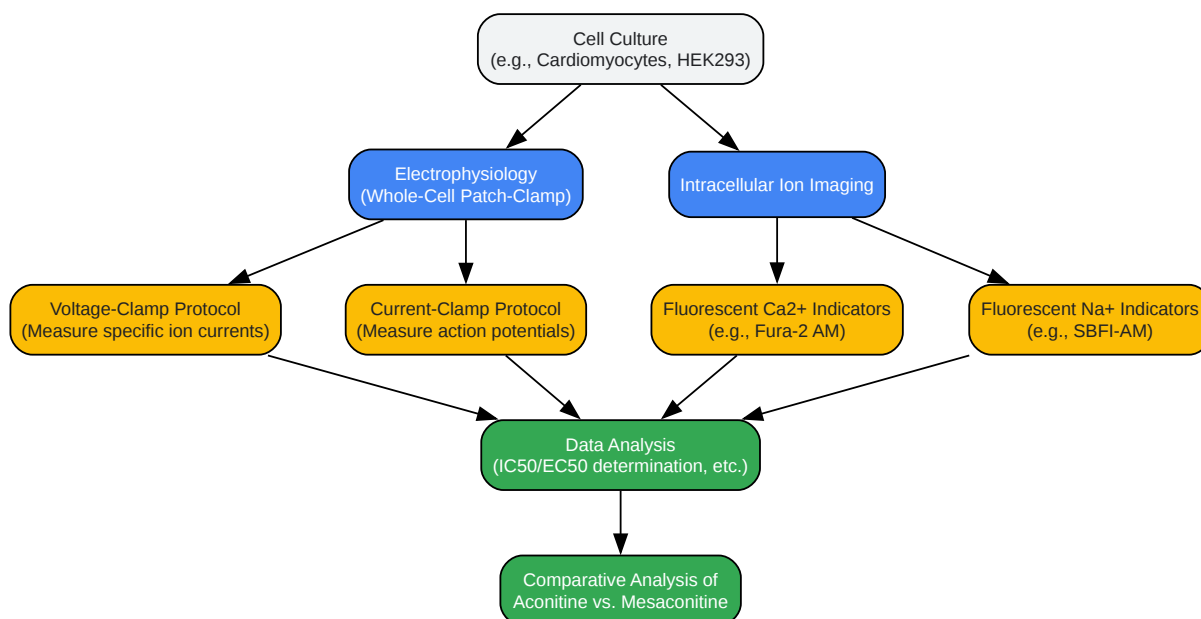 Cell Culture
(e.g., Cardiomyocytes, HEK293)
Electrophysiology
(Whole-Cell Patch-Clamp)
Intracellular Ion Imaging
Voltage-Clamp Protocol
(Measure specific ion currents)
Current-Clamp Protocol
(Measure action potentials)
Fluorescent Ca2+ Indicators
(e.g., Fura-2 AM)
Fluorescent Na+ Indicators
(e.g., SBFI-AM)
Data Analysis
(IC50/EC50 determination, etc.)
Comparative Analysis of
Aconitine vs. Mesaconitine